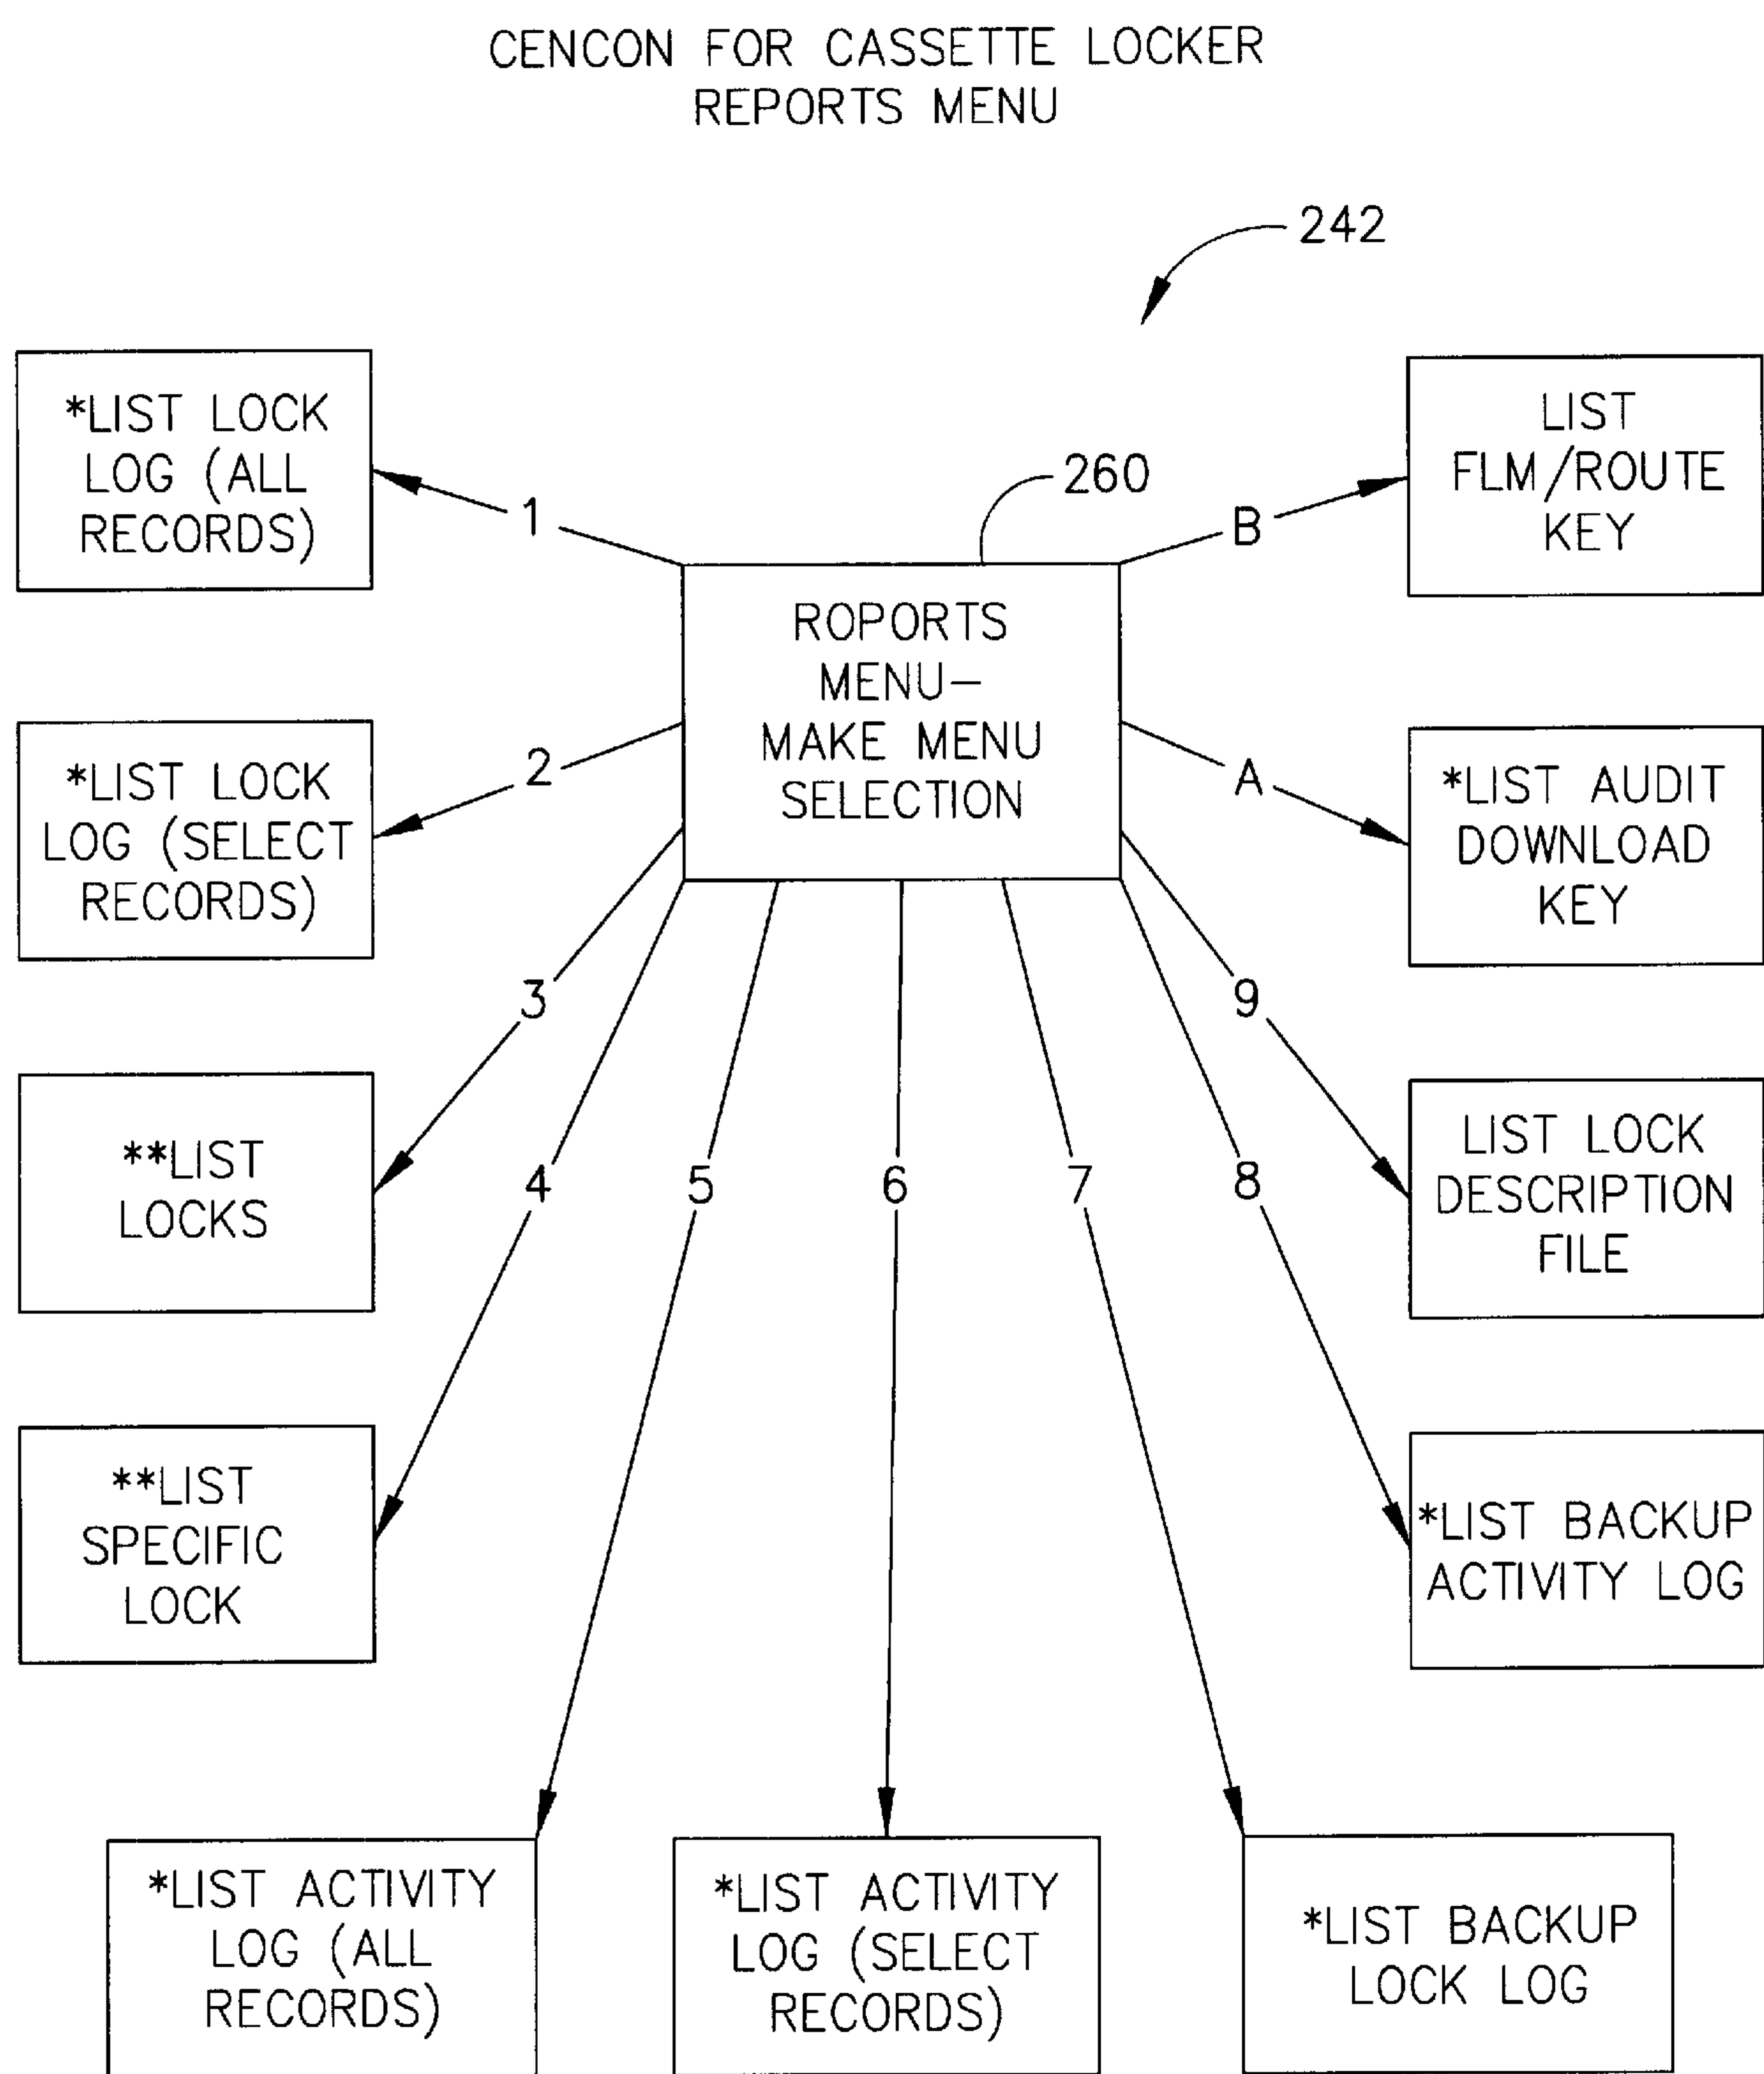 CENCON FOR CASSETTE LOCKER
REPORTS MENU
242
260
ROPORTS
MENU–
MAKE MENU
SELECTION
1
*LIST LOCK
LOG (ALL
RECORDS)
2
*LIST LOCK
LOG (SELECT
RECORDS)
3
**LIST
LOCKS
4
**LIST
SPECIFIC
LOCK
5
*LIST ACTIVITY
LOG (ALL
RECORDS)
6
*LIST ACTIVITY
LOG (SELECT
RECORDS)
7
*LIST BACKUP
LOCK LOG
8
*LIST BACKUP
ACTIVITY LOG
9
LIST LOCK
DESCRIPTION
FILE
A
*LIST AUDIT
DOWNLOAD
KEY
B
LIST
FLM/ROUTE
KEY